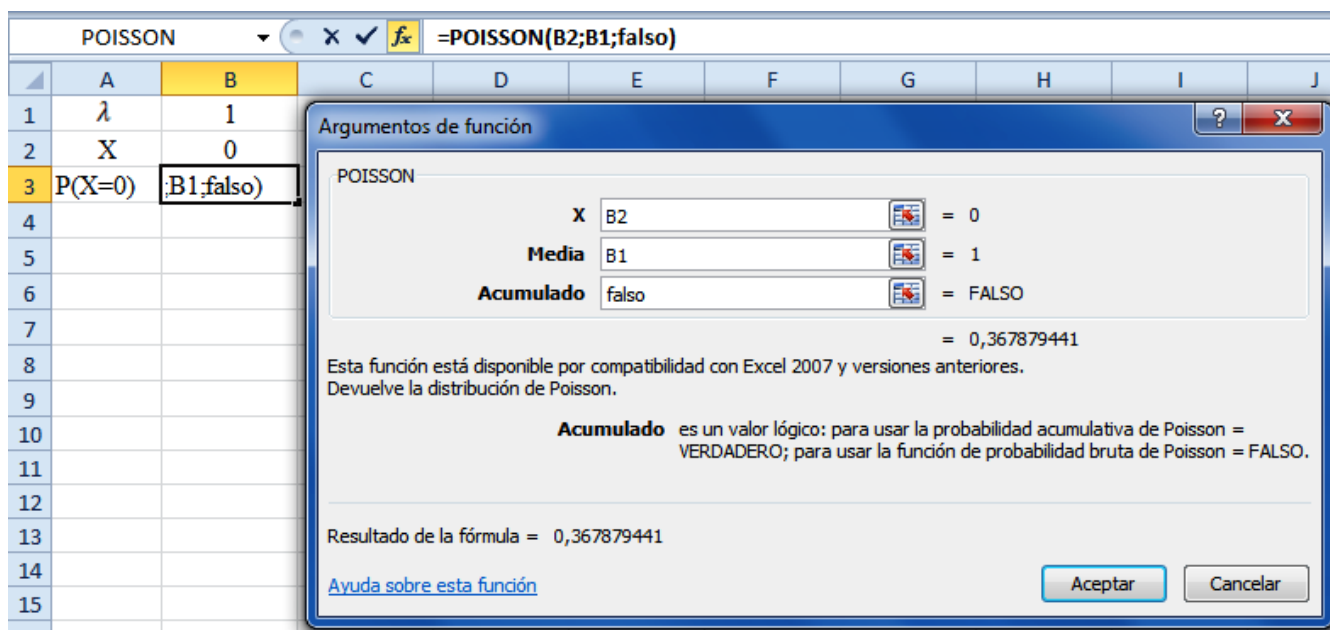 POISSON =POISSON(B2;B1;falso)
A B C D E F G H I J
1 λ 1
2 X 0
3 P(X=0) ;B1;falso)
4
5
6
7
8
9
10
11
12
13
14
15
Argumentos de función
POISSON
X B2 = 0
Media B1 = 1
Acumulado falso = FALSO
= 0,367879441
Esta función está disponible por compatibilidad con Excel 2007 y versiones anteriores.
Devuelve la distribución de Poisson.
Acumulado es un valor lógico: para usar la probabilidad acumulativa de Poisson =
VERDADERO; para usar la función de probabilidad bruta de Poisson = FALSO.
Resultado de la fórmula = 0,367879441
Ayuda sobre esta función Aceptar Cancelar